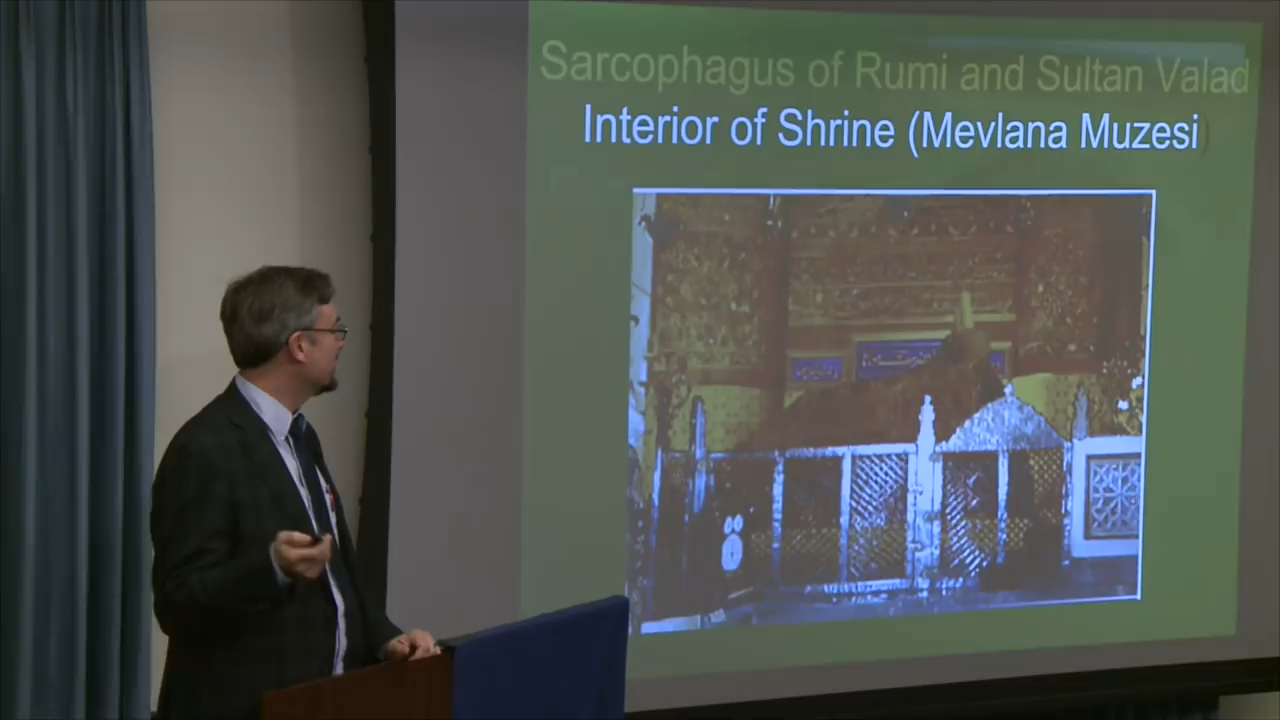 Sarcophagus of Rumi and Sultan Valad
Interior of Shrine (Mevlana Muzesi)